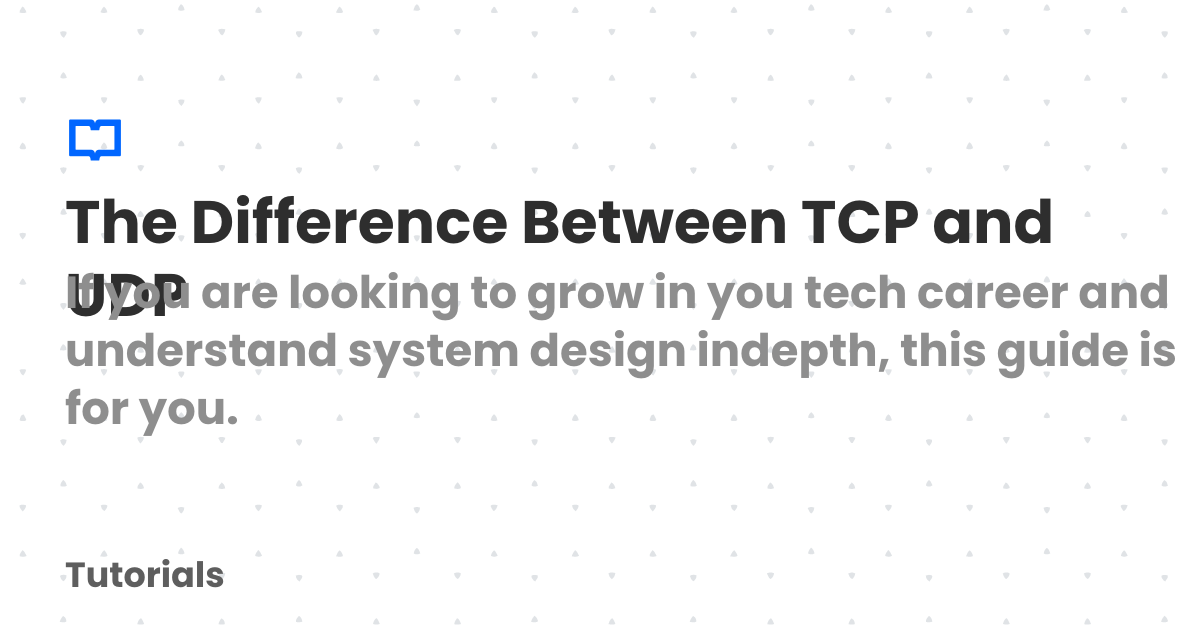 The Difference Between TCP and
UDP
If you are looking to grow in you tech career and
understand system design indepth, this guide is
for you.
Tutorials